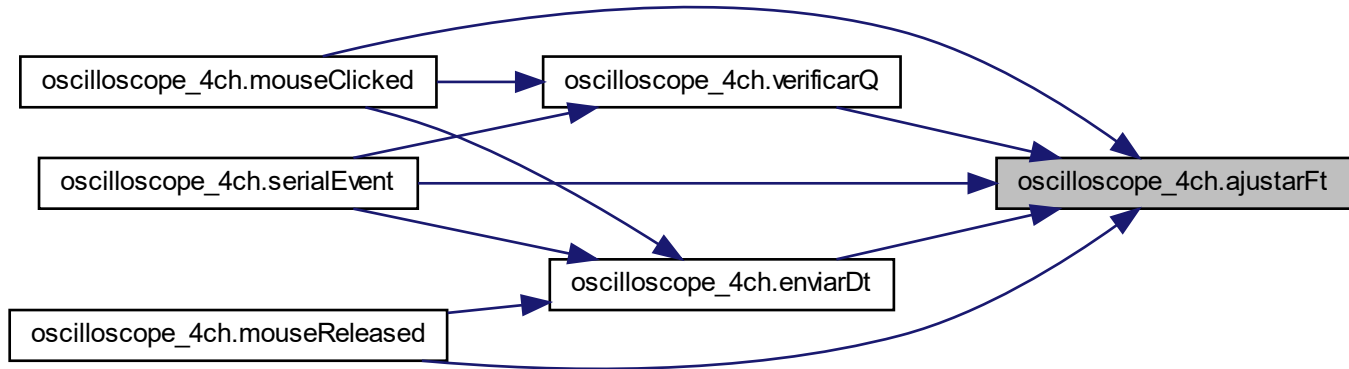 oscilloscope_4ch.mouseClicked
oscilloscope_4ch.verificarQ
oscilloscope_4ch.serialEvent
oscilloscope_4ch.ajustarFt
oscilloscope_4ch.enviarDt
oscilloscope_4ch.mouseReleased